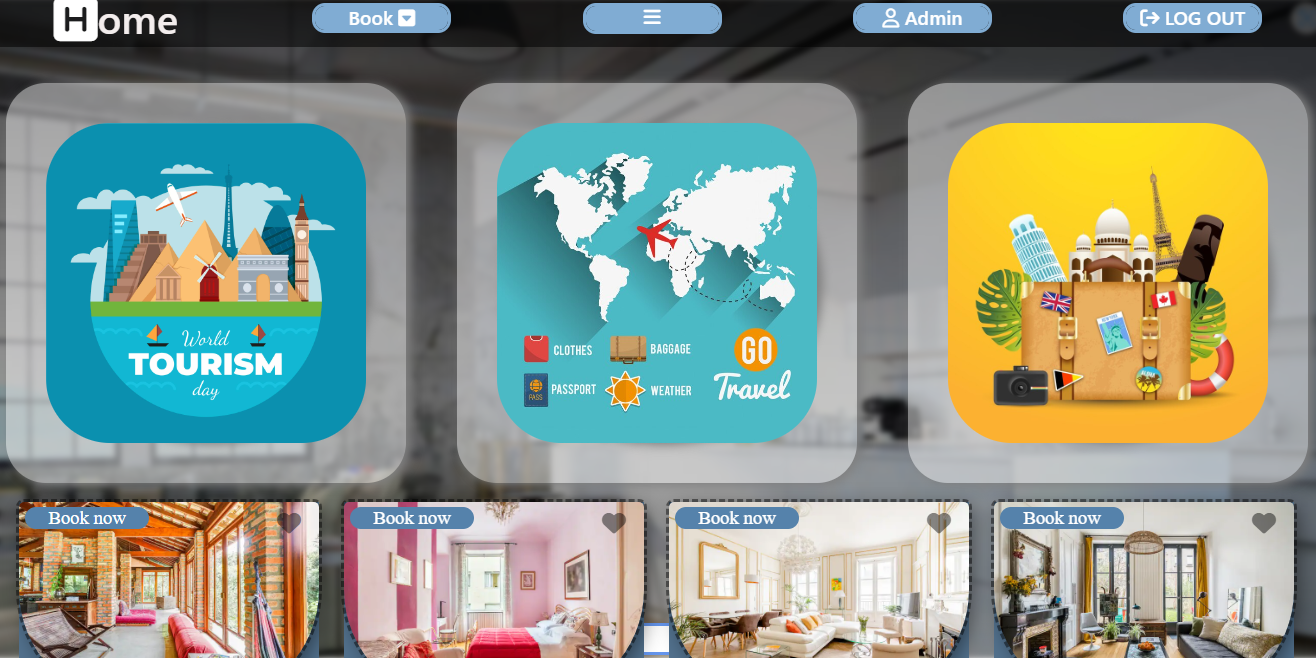 Home
Book
Admin
LOG OUT
World
TOURISM
day
CLOTHES
BAGGAGE
PASSPORT
PASS
WEATHER
GO
Travel
Book now
Book now
Book now
Book now